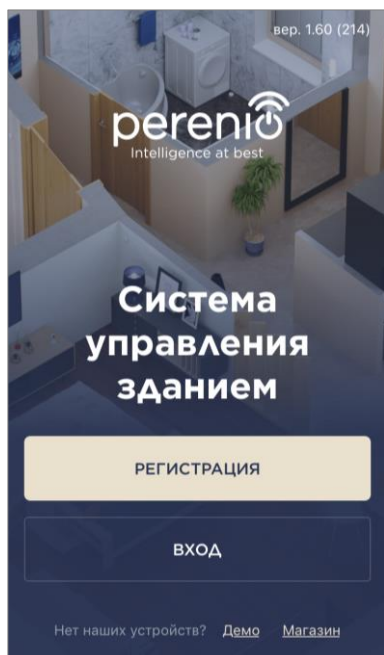 вер. 1.60 (214)
perenio
Intelligence at best
Система
управления
зданием
РЕГИСТРАЦИЯ
ВХОД
Нет наших устройств? Демо Магазин